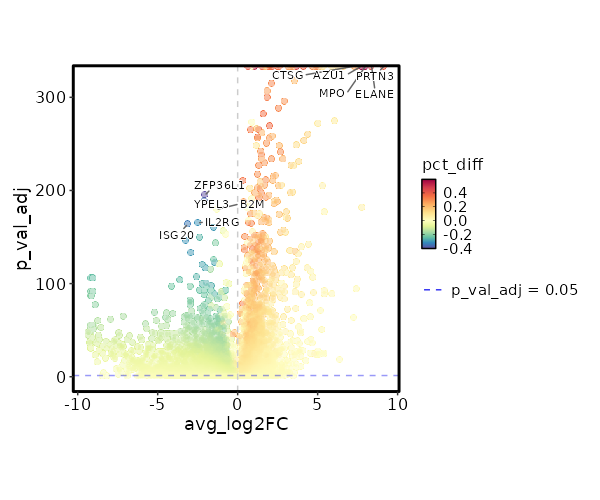 CTSG AZU1 PRTN3
MPO ELANE
300
ZFP36L1
200
YPEL3 B2M
IL2RG
ISG20
100
0
p_val_adj
-10 -5 0 5 10
avg_log2FC
pct_diff
0.4
0.2
0.0
-0.2
-0.4
p_val_adj = 0.05